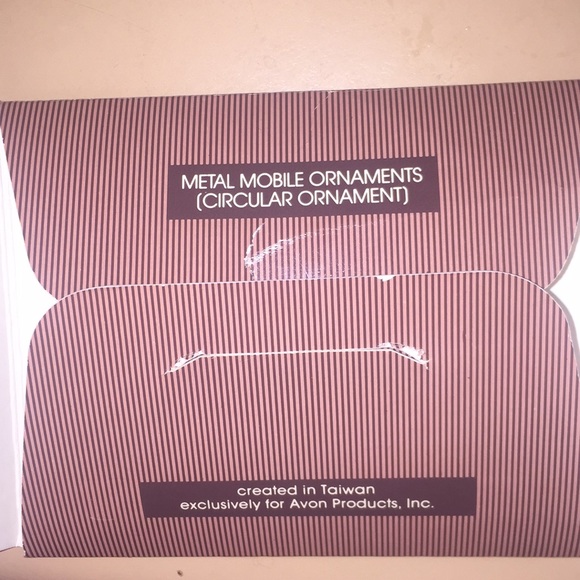 METAL MOBILE ORNAMENTS
(CIRCULAR ORNAMENT)
created in Taiwan
exclusively for Avon Products, Inc.